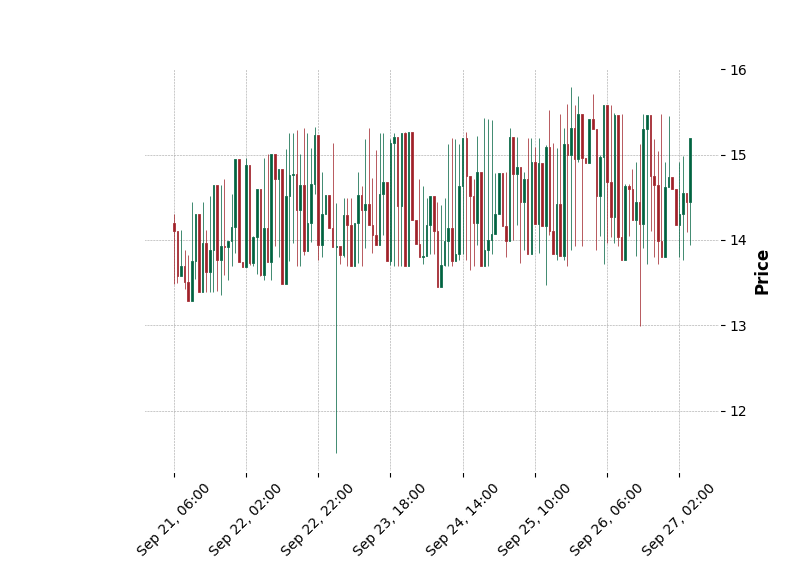 16
15
14
13
12
Price
Sep 21, 06:00
Sep 22, 02:00
Sep 22, 22:00
Sep 23, 18:00
Sep 24, 14:00
Sep 25, 10:00
Sep 26, 06:00
Sep 27, 02:00